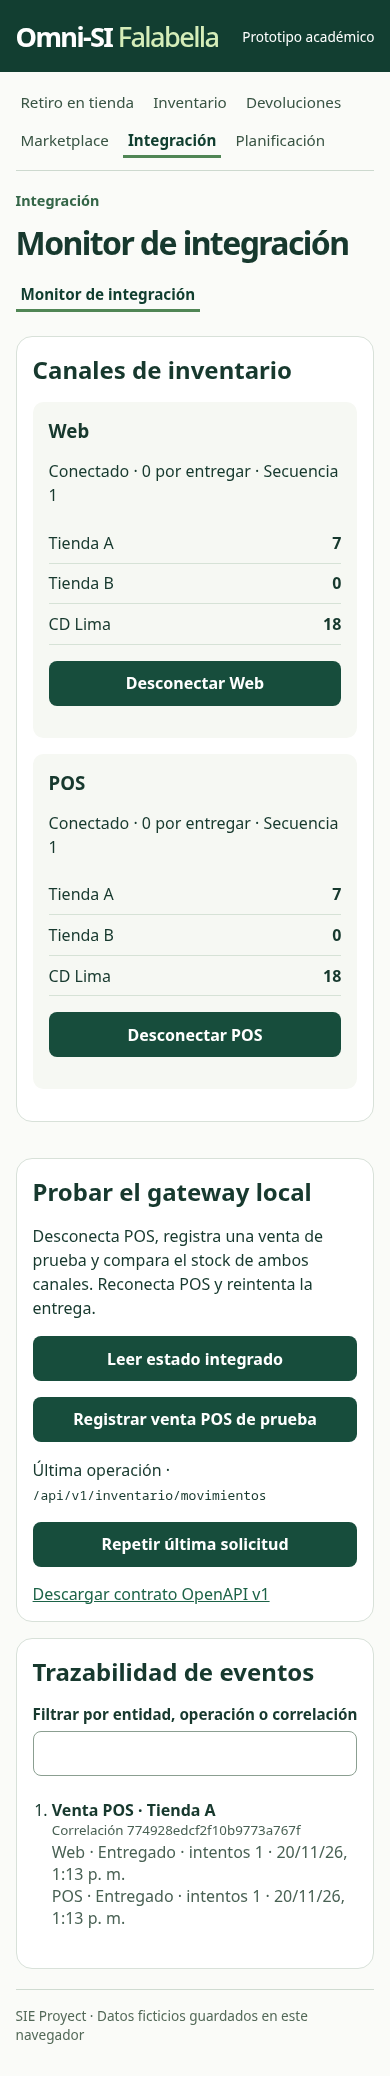 Omni-SI Falabella
Prototipo académico
Retiro en tienda Inventario Devoluciones
Marketplace Integración Planificación
Integración
Monitor de integración
Monitor de integración
Canales de inventario
Web
Conectado · 0 por entregar · Secuencia
1
Tienda A 7
Tienda B 0
CD Lima 18
Desconectar Web
POS
Conectado · 0 por entregar · Secuencia
1
Tienda A 7
Tienda B 0
CD Lima 18
Desconectar POS
Probar el gateway local
Desconecta POS, registra una venta de
prueba y compara el stock de ambos
canales. Reconecta POS y reintenta la
entrega.
Leer estado integrado
Registrar venta POS de prueba
Última operación ·
/api/v1/inventario/movimientos
Repetir última solicitud
Descargar contrato OpenAPI v1
Trazabilidad de eventos
Filtrar por entidad, operación o correlación
1. Venta POS · Tienda A
Correlación 774928edcf2f10b9773a767f
Web · Entregado · intentos 1 · 20/11/26,
1:13 p. m.
POS · Entregado · intentos 1 · 20/11/26,
1:13 p. m.
SIE Proyect · Datos ficticios guardados en este
navegador